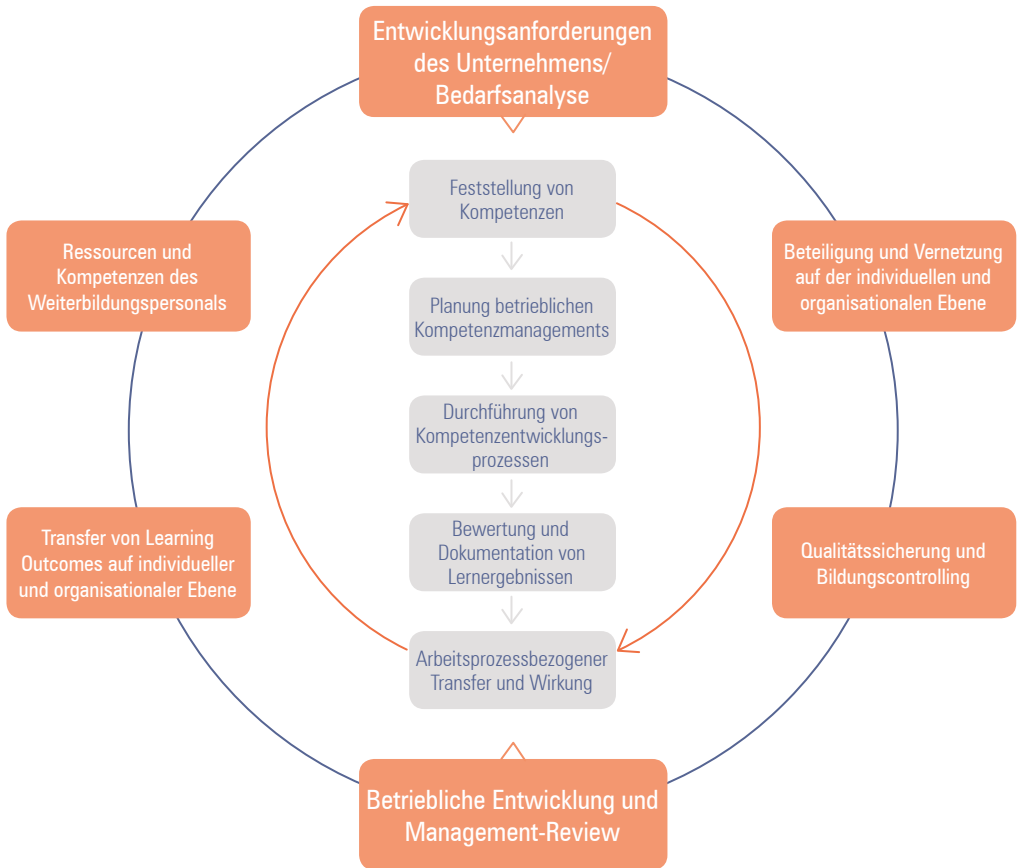 Entwicklungsanforderungen
des Unternehmens/
Bedarfsanalyse
Feststellung von
Kompetenzen
Ressourcen und
Kompetenzen des
Weiterbildungspersonals
Beteiligung und Vernetzung
auf der individuellen und
organisationalen Ebene
Planung betrieblichen
Kompetenzmanagements
Durchführung von
Kompetenzentwicklungs-
prozessen
Transfer von Learning
Outcomes auf individueller
und organisationaler Ebene
Bewertung und
Dokumentation von
Lernergebnissen
Qualitätssicherung und
Bildungscontrolling
Arbeitsprozessbezogener
Transfer und Wirkung
Betriebliche Entwicklung und
Management-Review